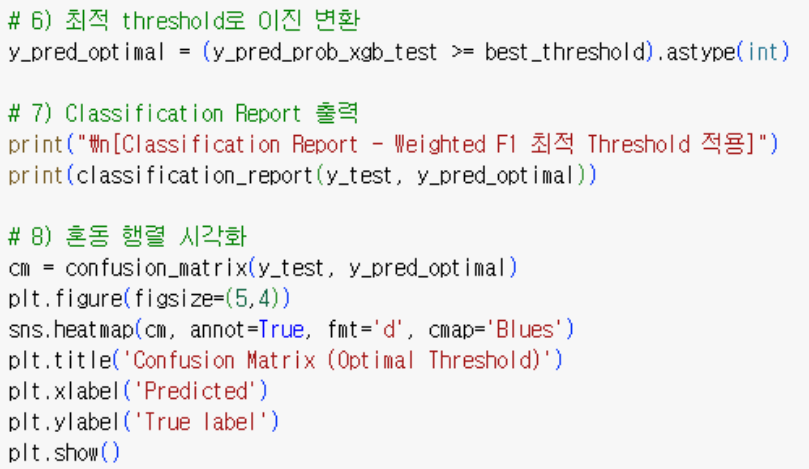 # 6) 최적 threshold로 이진 변환
y_pred_optimal = (y_pred_prob_xgb_test >= best_threshold).astype(int)
# 7) Classification Report 출력
print("₩n[Classification Report - Weighted F1 최적 Threshold 적용]")
print(classification_report(y_test, y_pred_optimal))
# 8) 혼동 행렬 시각화
cm = confusion_matrix(y_test, y_pred_optimal)
plt.figure(figsize=(5,4))
sns.heatmap(cm, annot=True, fmt='d', cmap='Blues')
plt.title('Confusion Matrix (Optimal Threshold)')
plt.xlabel('Predicted')
plt.ylabel('True label')
plt.show()